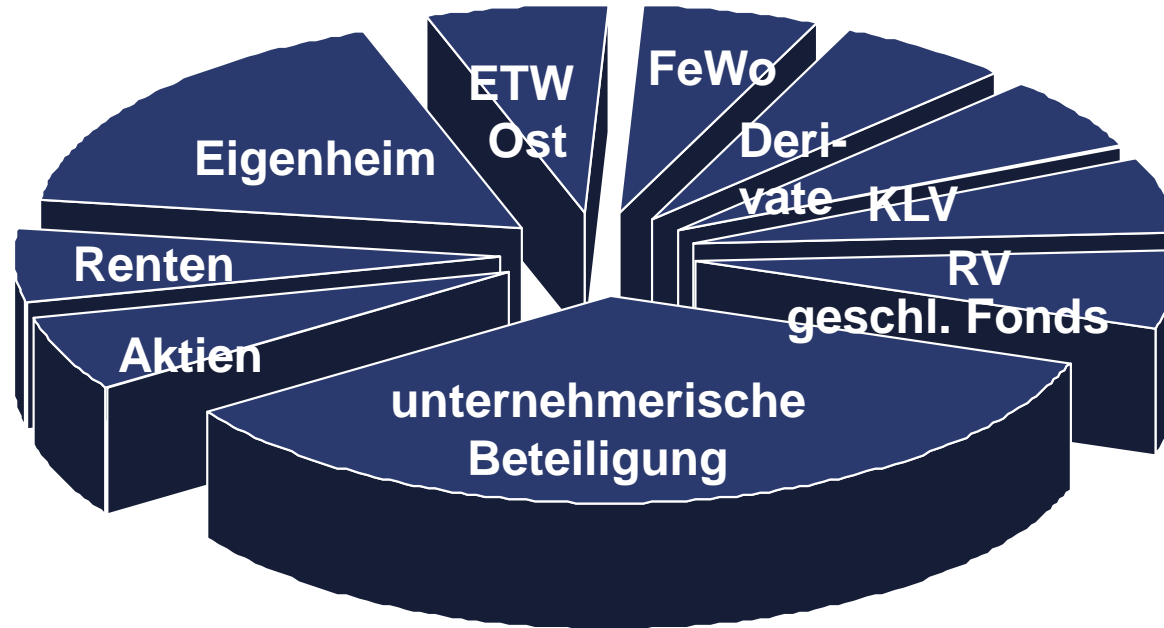 FeWo
ETW
Ost
Deri-
vate
Eigenheim
KLV
RV
geschl. Fonds
Renten
Aktien
unternehmerische
Beteiligung